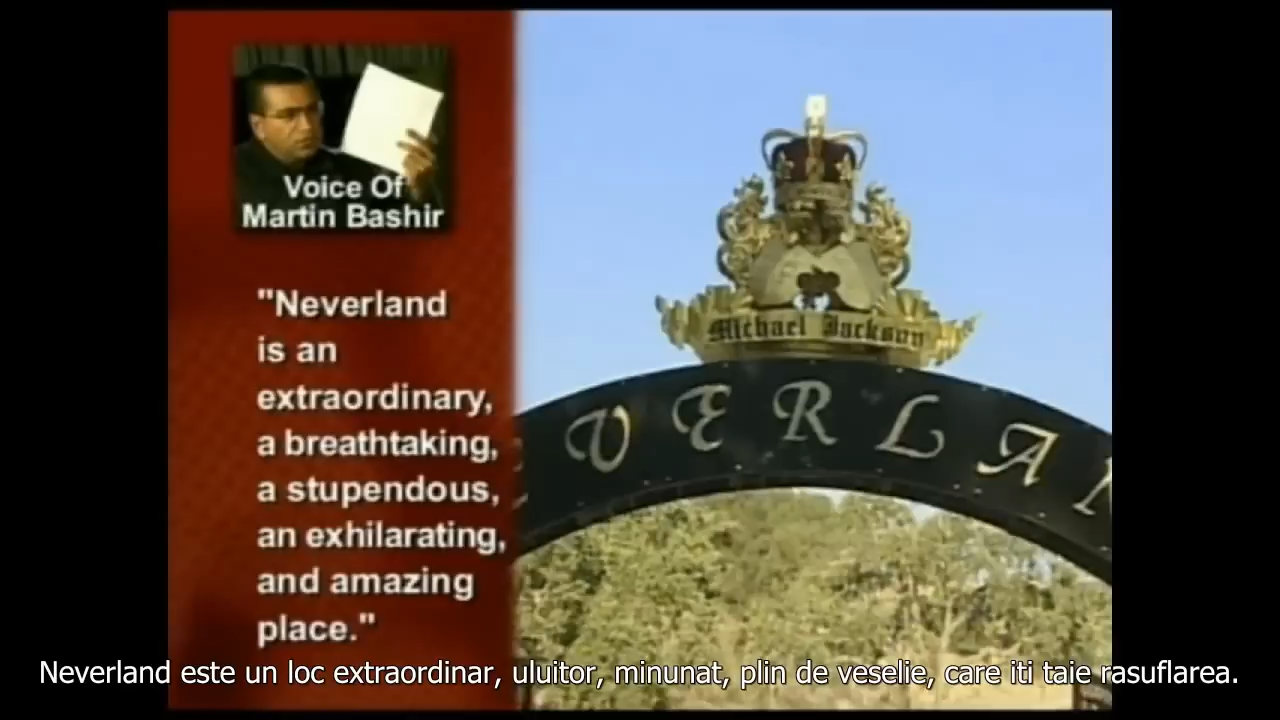 Voice Of
Martin Bashir
"Neverland
is an
extraordinary,
a breathtaking,
a stupendous,
an exhilarating,
and amazing
place."
Michael Jackson
EVERLAN
Neverland este un loc extraordinar, uluitor, minunat, plin de veselie, care iti taie rasuflarea.